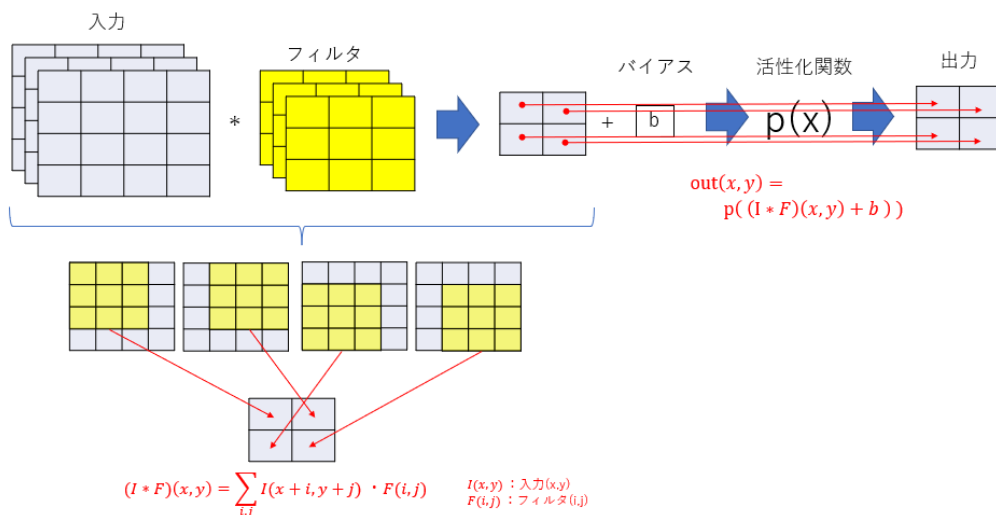 入力
フィルタ
バイアス
活性化関数
出力
*
+
b
p(x)
out(x, y) =
p( (I * F)(x, y) + b ) )
(I * F)(x, y) = ∑ I(x + i, y + j) ・ F(i, j)
i,j
I(x, y) ：入力(x,y)
F(i, j) ：フィルタ(i,j)